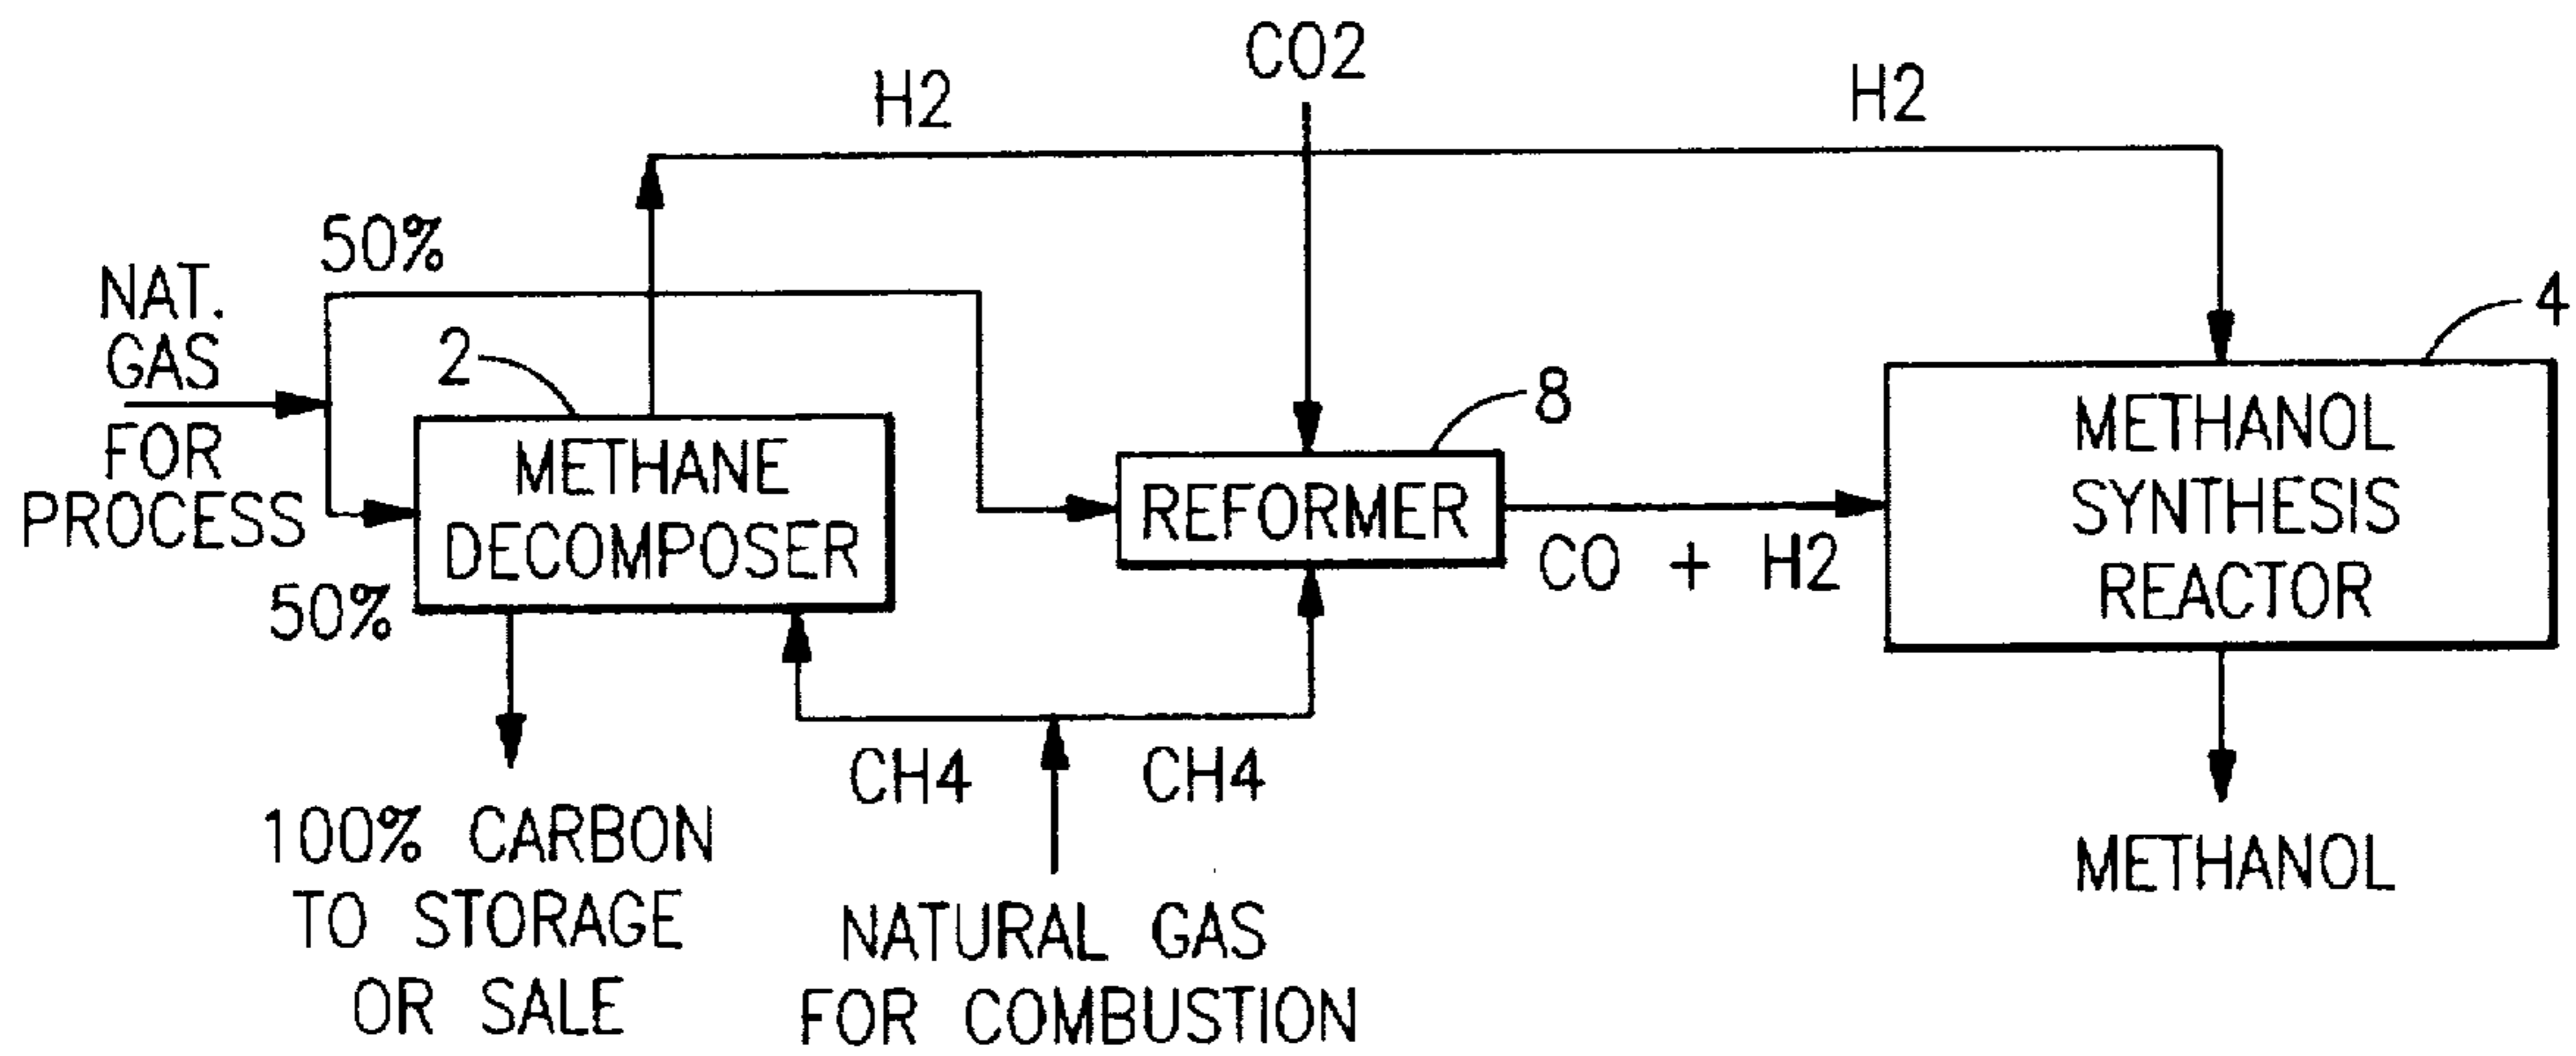 CO2
H2
H2
50%
NAT.
GAS
FOR
PROCESS
2
METHANE
DECOMPOSER
50%
8
REFORMER
CO + H2
4
METHANOL
SYNTHESIS
REACTOR
CH4
CH4
100% CARBON
TO STORAGE
OR SALE
NATURAL GAS
FOR COMBUSTION
METHANOL